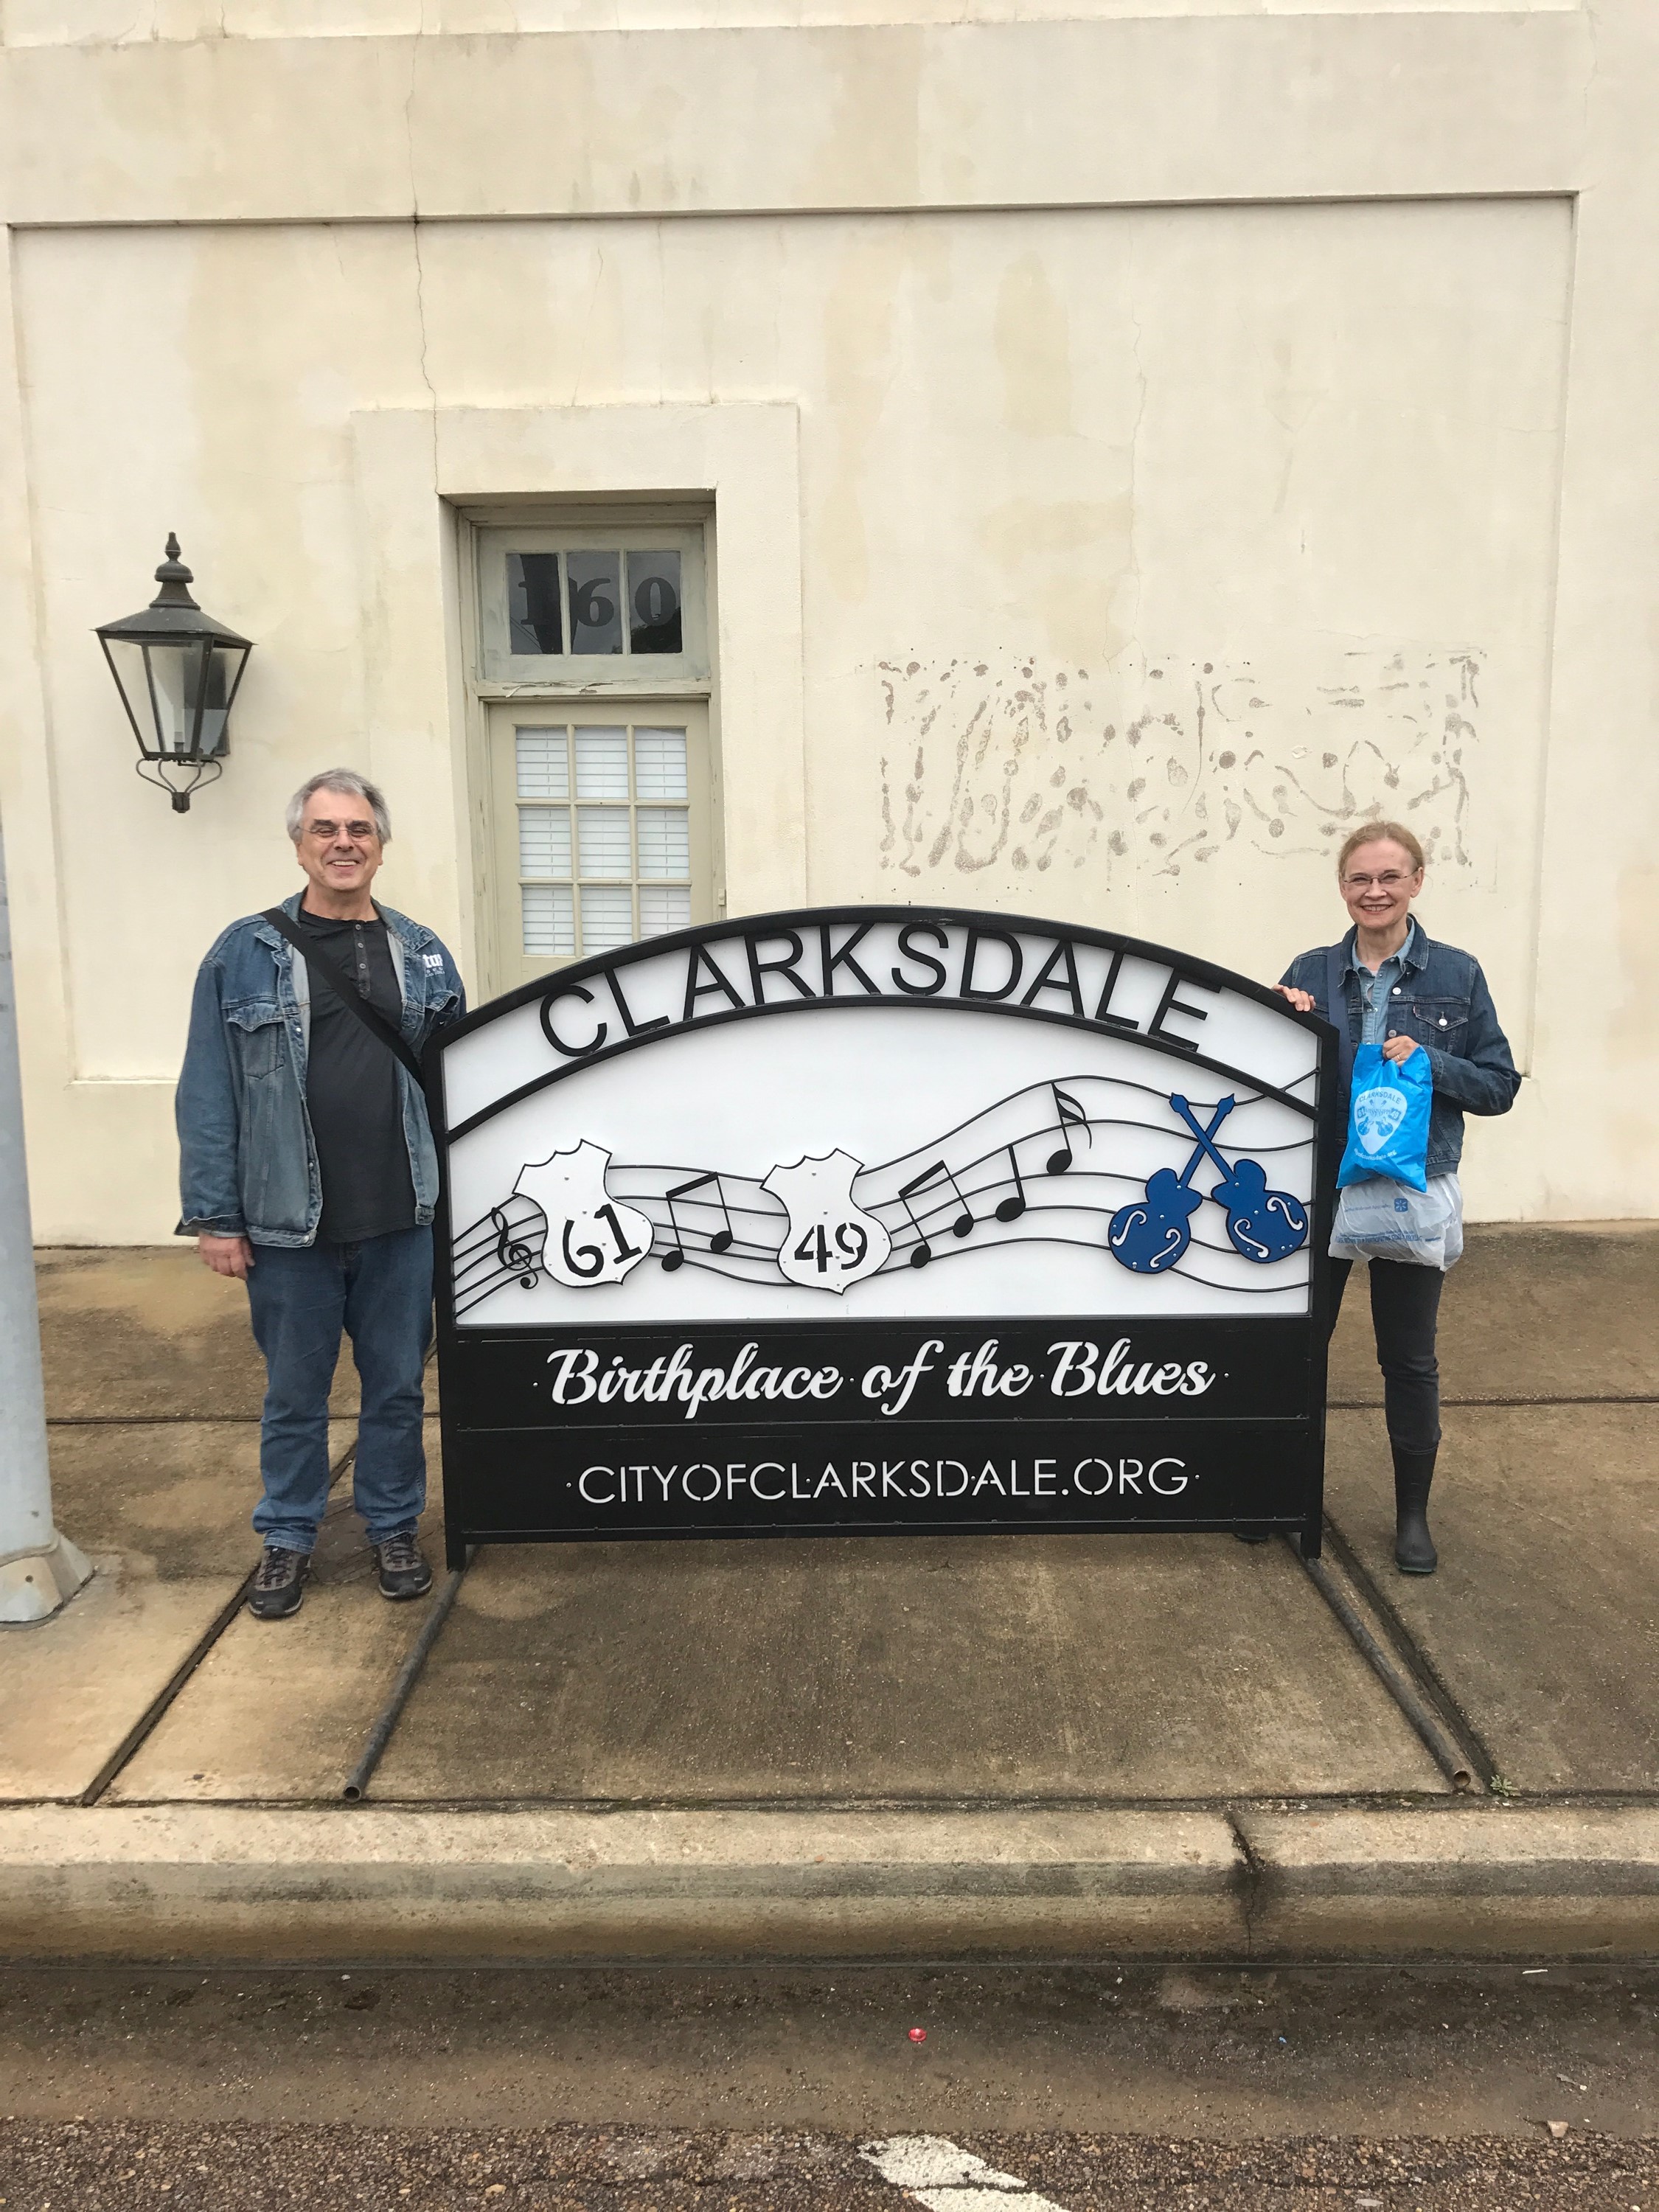 160
CLARKSDALE
61
49
Birthplace of the Blues
·CITYOFCLARKSDALE.ORG·
CLARKSDALE